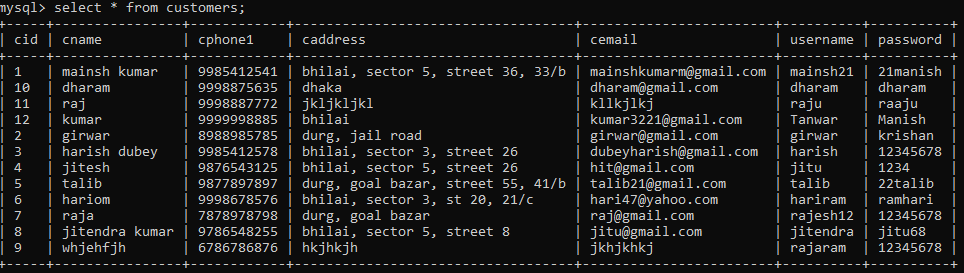 mysql> select * from customers;
+-----+----------------+------------+---------------------------------+-----------------------+-----------+----------+
| cid | cname          | cphone1    | caddress                        | cemail                | username  | password |
+-----+----------------+------------+---------------------------------+-----------------------+-----------+----------+
| 1   | mainsh kumar   | 9985412541 | bhilai, sector 5, street 36, 33/b | mainshkumarm@gmail.com | mainsh21  | 21manish |
| 10  | dharam         | 9998875635 | dhaka                           | dharam@gmail.com      | dharam    | dharam   |
| 11  | raj            | 9998887772 | jkljkljkl                       | kllkjlkj              | raju      | raaju    |
| 12  | kumar          | 9999998885 | bhilai                          | kumar3221@gmail.com   | Tanwar    | Manish   |
| 2   | girwar         | 8988985785 | durg, jail road                 | girwar@gmail.com      | girwar    | krishan  |
| 3   | harish dubey   | 9985412578 | bhilai, sector 3, street 26     | dubeyharish@gmail.com | harish    | 12345678 |
| 4   | jitesh         | 9876543125 | bhilai, sector 5, street 26     | hit@gmail.com         | jitu      | 1234     |
| 5   | talib          | 9877897897 | durg, goal bazar, street 55, 41/b | talib21@gmail.com     | talib     | 22talib  |
| 6   | hariom         | 9998678576 | bhilai, sector 3, st 20, 21/c   | hari47@yahoo.com      | hariram   | ramhari  |
| 7   | raja           | 7878978798 | durg, goal bazar                | raj@gmail.com         | rajesh12  | 12345678 |
| 8   | jitendra kumar | 9786548255 | bhilai, sector 5, street 8      | jitu@gmail.com        | jitendra  | jitu68   |
| 9   | whjehfjh       | 6786786876 | hkjhkjh                         | jkhjkhkj              | rajaram   | 12345678 |
+-----+----------------+------------+---------------------------------+-----------------------+-----------+----------+